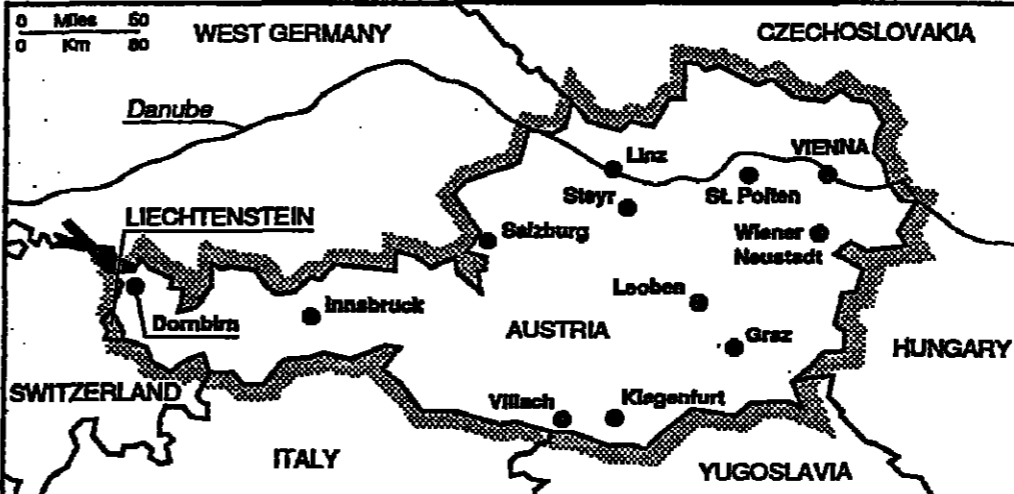 0 Miles 50
0 Km 80
WEST GERMANY
CZECHOSLOVAKIA
Danube
Linz
VIENNA
Steyr
St. Polten
LIECHTENSTEIN
Salzburg
Wiener
Neustadt
Leoben
Innsbruck
Dornbirn
AUSTRIA
Graz
HUNGARY
SWITZERLAND
Villach
Klagenfurt
ITALY
YUGOSLAVIA